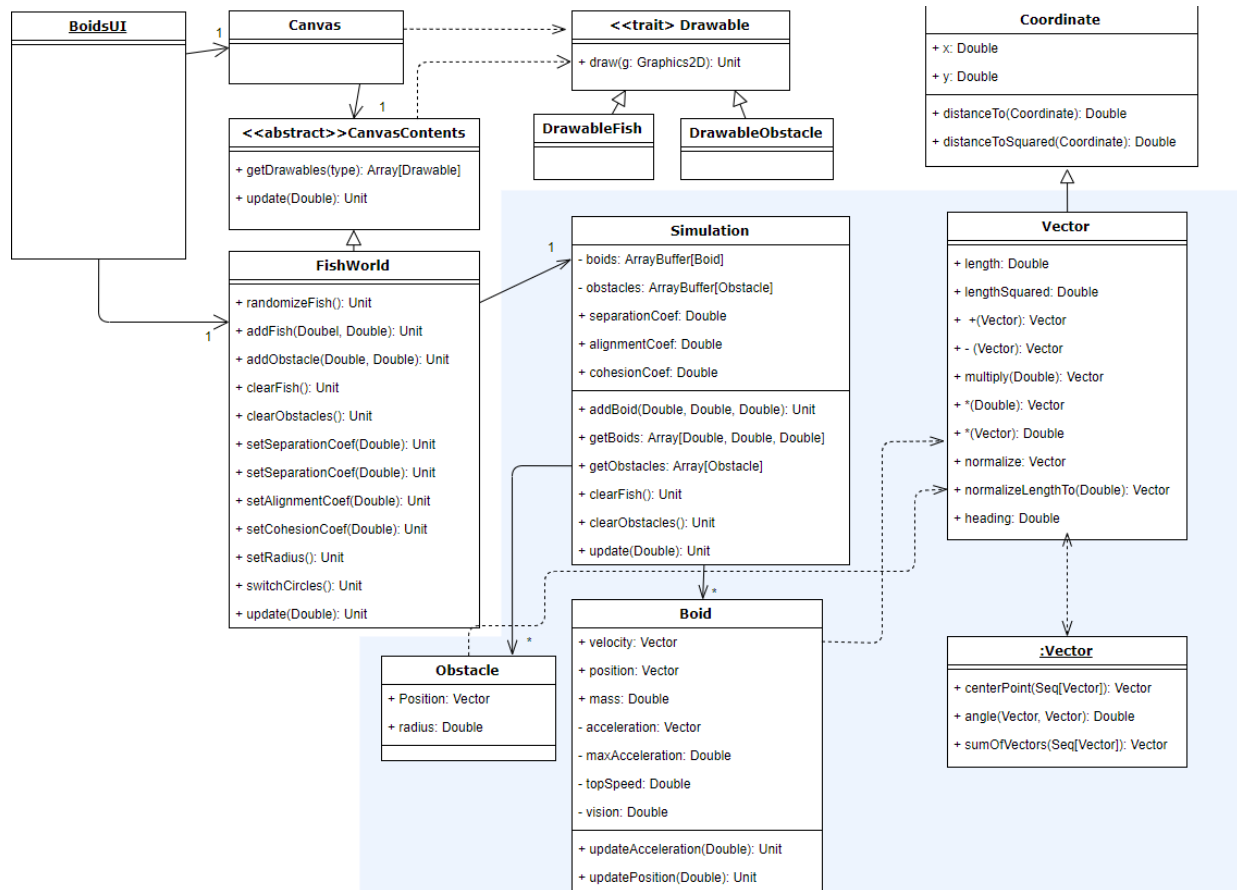 BoidsUI
1
Canvas
1
<<trait> Drawable
+ draw(g: Graphics2D): Unit
DrawableFish
DrawableObstacle
Coordinate
+ x: Double
+ y: Double
+ distanceTo(Coordinate): Double
+ distanceToSquared(Coordinate): Double
<<abstract>>CanvasContents
+ getDrawables(type): Array[Drawable]
+ update(Double): Unit
1
FishWorld
+ randomizeFish(): Unit
+ addFish(Doubel, Double): Unit
+ addObstacle(Double, Double): Unit
+ clearFish(): Unit
+ clearObstacles(): Unit
+ setSeparationCoef(Double): Unit
+ setSeparationCoef(Double): Unit
+ setAlignmentCoef(Double): Unit
+ setCohesionCoef(Double): Unit
+ setRadius(): Unit
+ switchCircles(): Unit
+ update(Double): Unit
1
Simulation
- boids: ArrayBuffer[Boid]
- obstacles: ArrayBuffer[Obstacle]
+ separationCoef: Double
+ alignmentCoef: Double
+ cohesionCoef: Double
+ addBoid(Double, Double, Double): Unit
+ getBoids: Array[Double, Double, Double]
+ getObstacles: Array[Obstacle]
+ clearFish(): Unit
+ clearObstacles(): Unit
+ update(Double): Unit
Vector
+ length: Double
+ lengthSquared: Double
+ +(Vector): Vector
+ - (Vector): Vector
+ multiply(Double): Vector
+ *(Double): Vector
+ *(Vector): Double
+ normalize: Vector
+ normalizeLengthTo(Double): Vector
+ heading: Double
*
Obstacle
+ Position: Vector
+ radius: Double
*
Boid
+ velocity: Vector
+ position: Vector
+ mass: Double
- acceleration: Vector
- maxAcceleration: Double
- topSpeed: Double
- vision: Double
+ updateAcceleration(Double): Unit
+ updatePosition(Double): Unit
:Vector
+ centerPoint(Seq[Vector]): Vector
+ angle(Vector, Vector): Double
+ sumOfVectors(Seq[Vector]): Vector